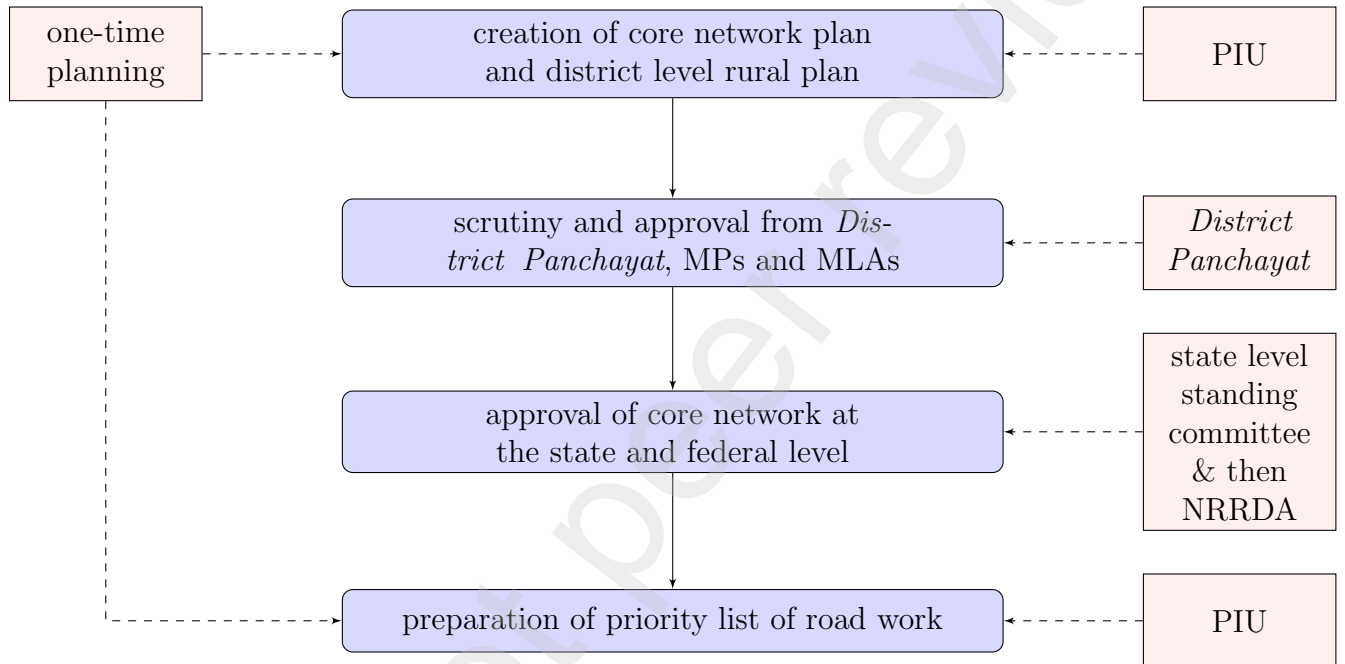 one-time
planning
creation of core network plan
and district level rural plan
PIU
scrutiny and approval from Dis-
trict Panchayat, MPs and MLAs
District
Panchayat
approval of core network at
the state and federal level
state level
standing
committee
& then
NRRDA
preparation of priority list of road work
PIU
peer